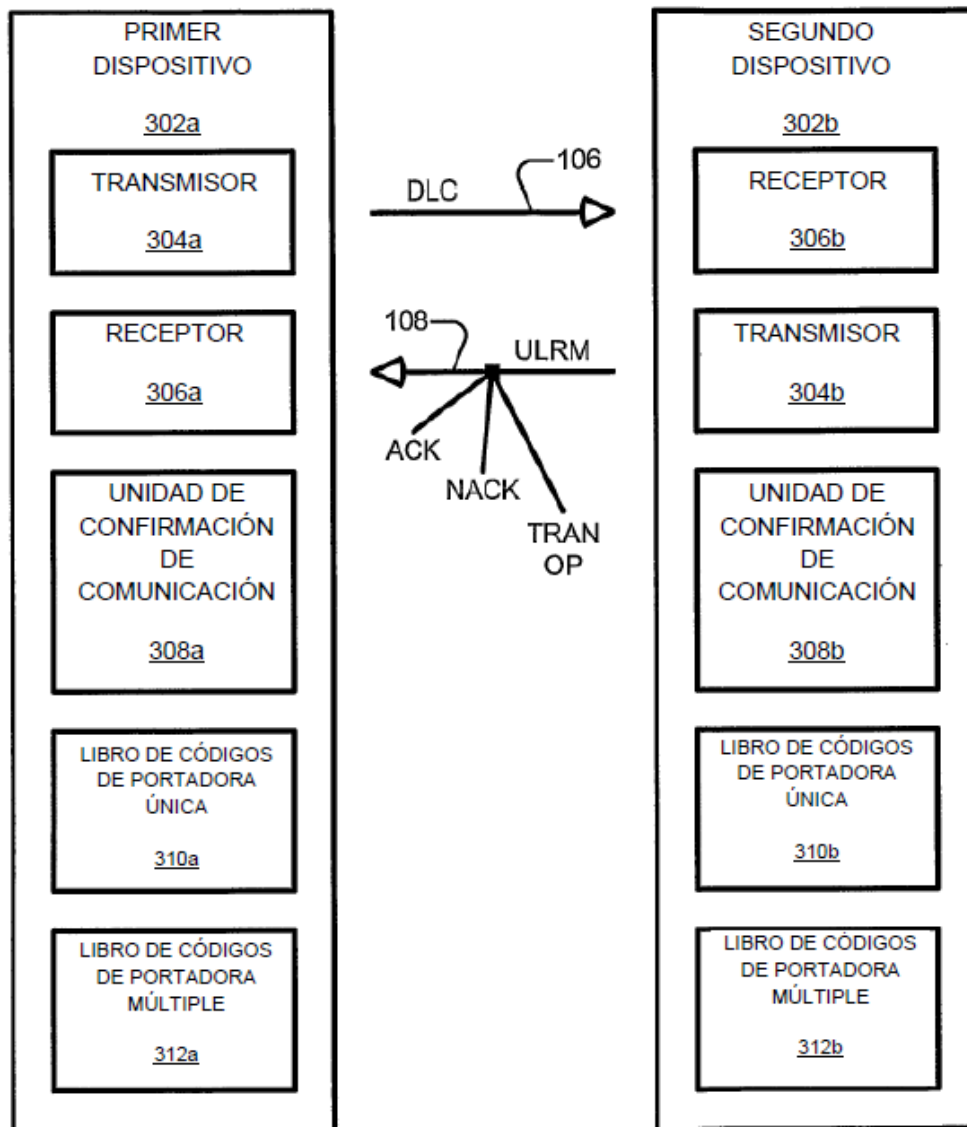 PRIMER
DISPOSITIVO
302a
TRANSMISOR
304a
RECEPTOR
306a
UNIDAD DE
CONFIRMACIÓN
DE
COMUNICACIÓN
308a
LIBRO DE CÓDIGOS
DE PORTADORA
ÚNICA
310a
LIBRO DE CÓDIGOS
DE PORTADORA
MÚLTIPLE
312a
106
DLC
108
ULRM
ACK
NACK
TRAN
OP
SEGUNDO
DISPOSITIVO
302b
RECEPTOR
306b
TRANSMISOR
304b
UNIDAD DE
CONFIRMACIÓN
DE
COMUNICACIÓN
308b
LIBRO DE CÓDIGOS
DE PORTADORA
ÚNICA
310b
LIBRO DE CÓDIGOS
DE PORTADORA
MÚLTIPLE
312b